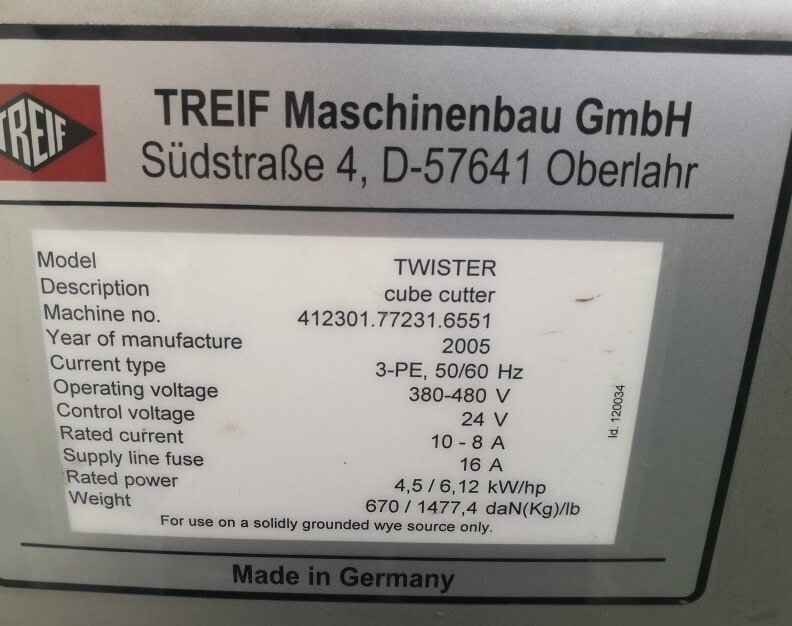 TREIF
TREIF Maschinenbau GmbH
Südstraße 4, D-57641 Oberlahr
Model TWISTER
Description cube cutter
Machine no. 412301.77231.6551
Year of manufacture 2005
Current type 3-PE, 50/60 Hz
Operating voltage 380-480 V
Control voltage 24 V
Rated current 10 - 8 A
Supply line fuse 16 A
Rated power 4,5 / 6,12 kW/hp
Weight 670 / 1477,4 daN(Kg)/lb
For use on a solidly grounded wye source only.
Id. 120034
Made in Germany